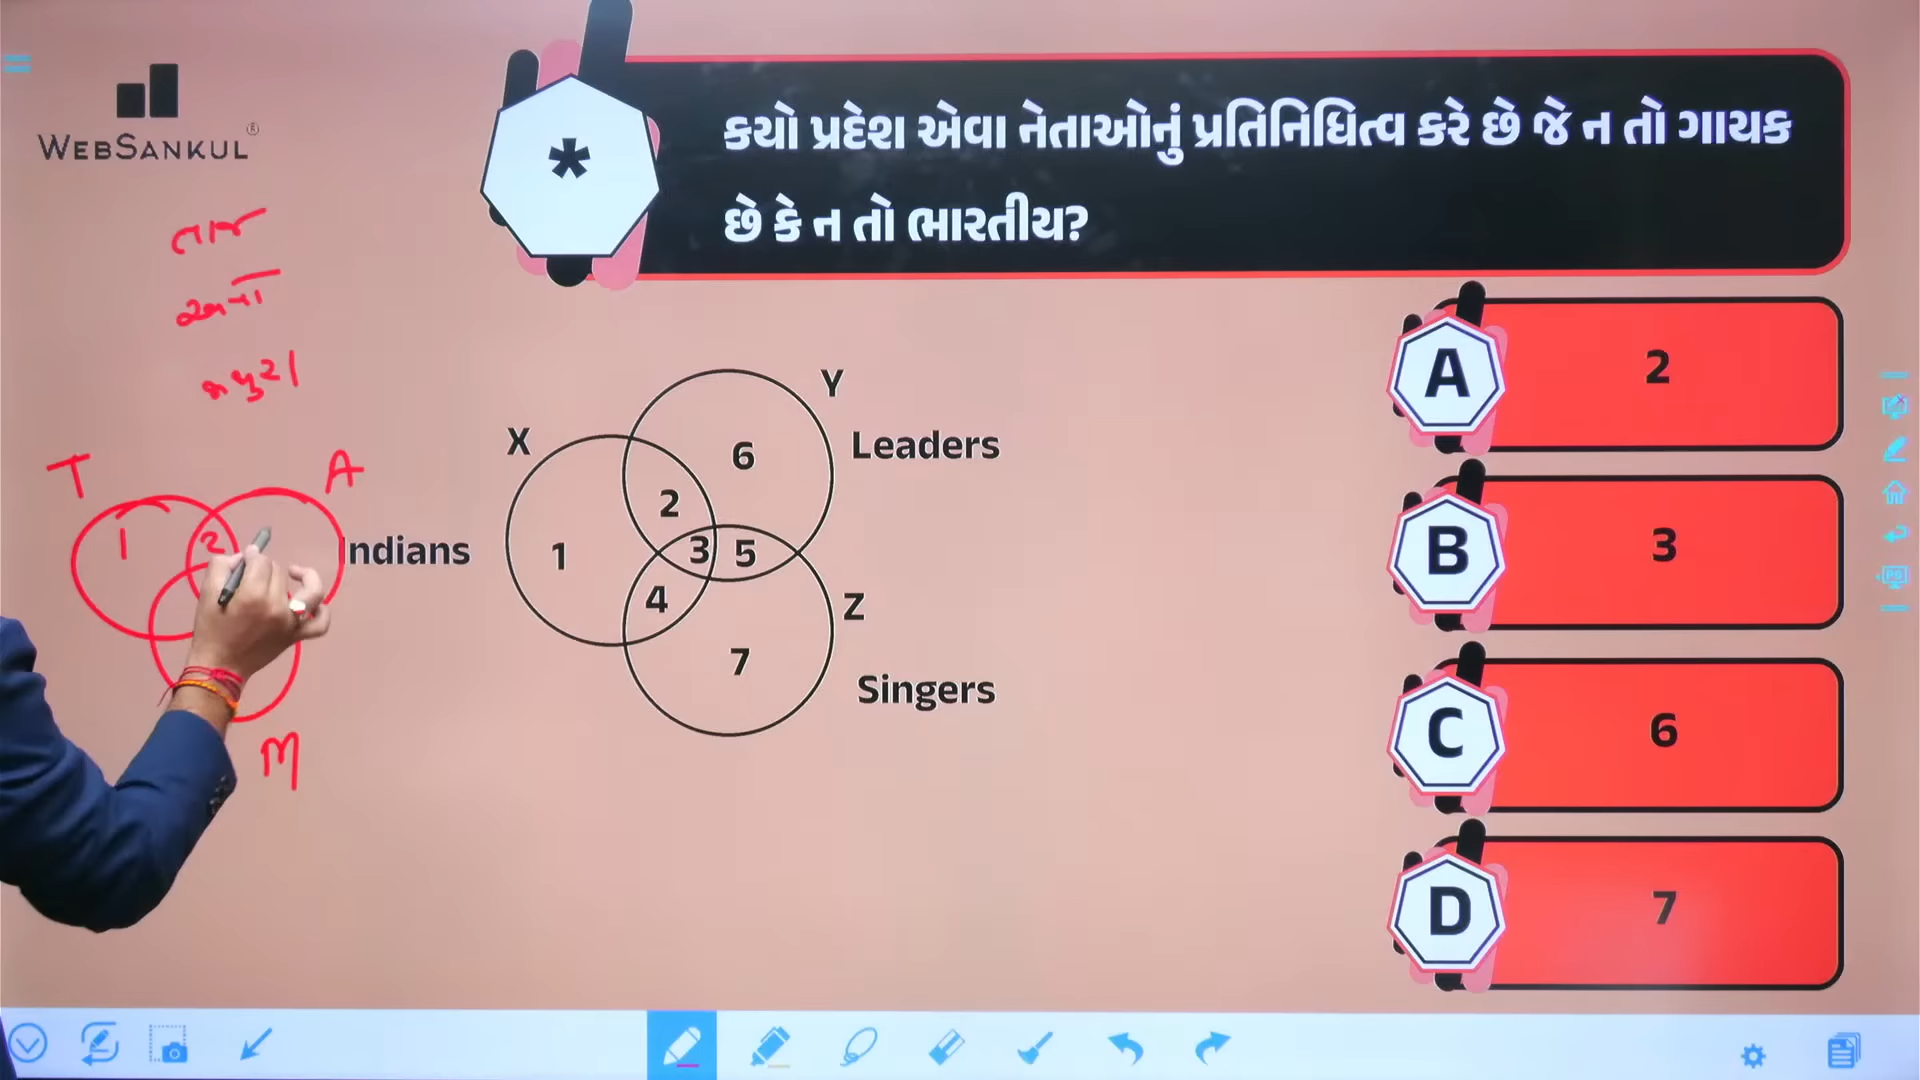 WEBSANKUL®
*
કયો પ્રદેશ એવા નેતાઓનું પ્રતિનિધિત્વ કરે છે જે ન તો ગાયક
છે કે ન તો ભારતીય?
તાજ
મથુરા
T
A
1
2
M
X
Y
Leaders
6
2
Indians
1
3
5
4
Z
7
Singers
A
2
B
3
C
6
D
7